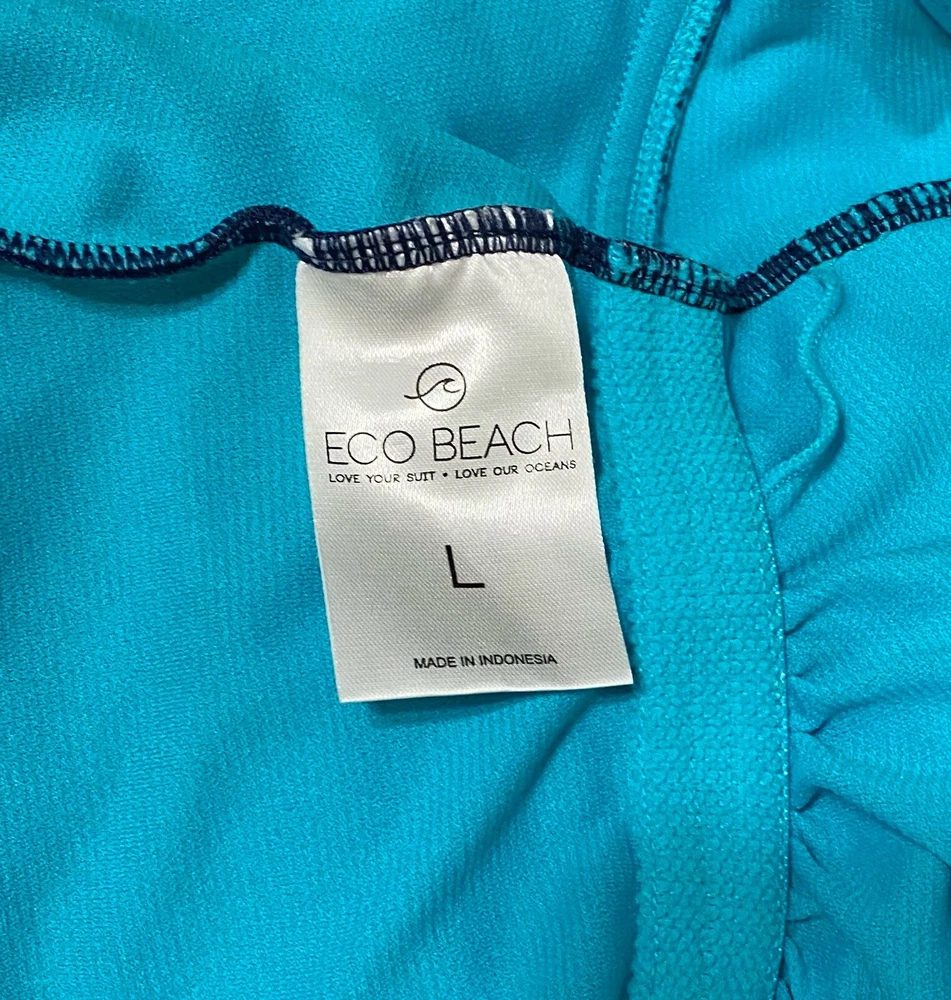 ECO BEACH
LOVE YOUR SUIT • LOVE OUR OCEANS
L
MADE IN INDONESIA